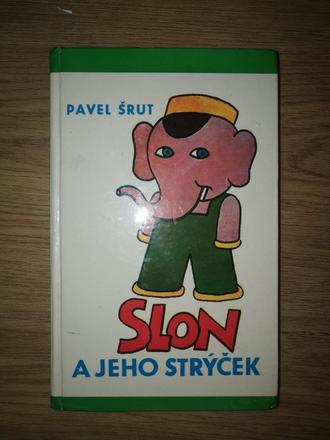 PAVEL ŠRUT
SLON
A JEHO STRÝČEK